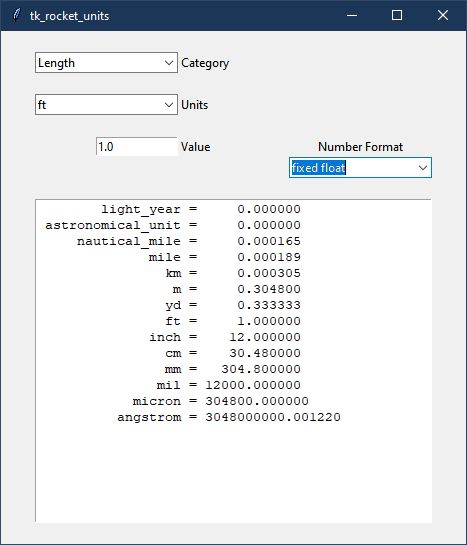 tk_rocket_units
Length Category
ft Units
1.0 Value Number Format
fixed float
light_year = 0.000000
astronomical_unit = 0.000000
nautical_mile = 0.000165
mile = 0.000189
km = 0.000305
m = 0.304800
yd = 0.333333
ft = 1.000000
inch = 12.000000
cm = 30.480000
mm = 304.800000
mil = 12000.000000
micron = 304800.000000
angstrom = 3048000000.001220